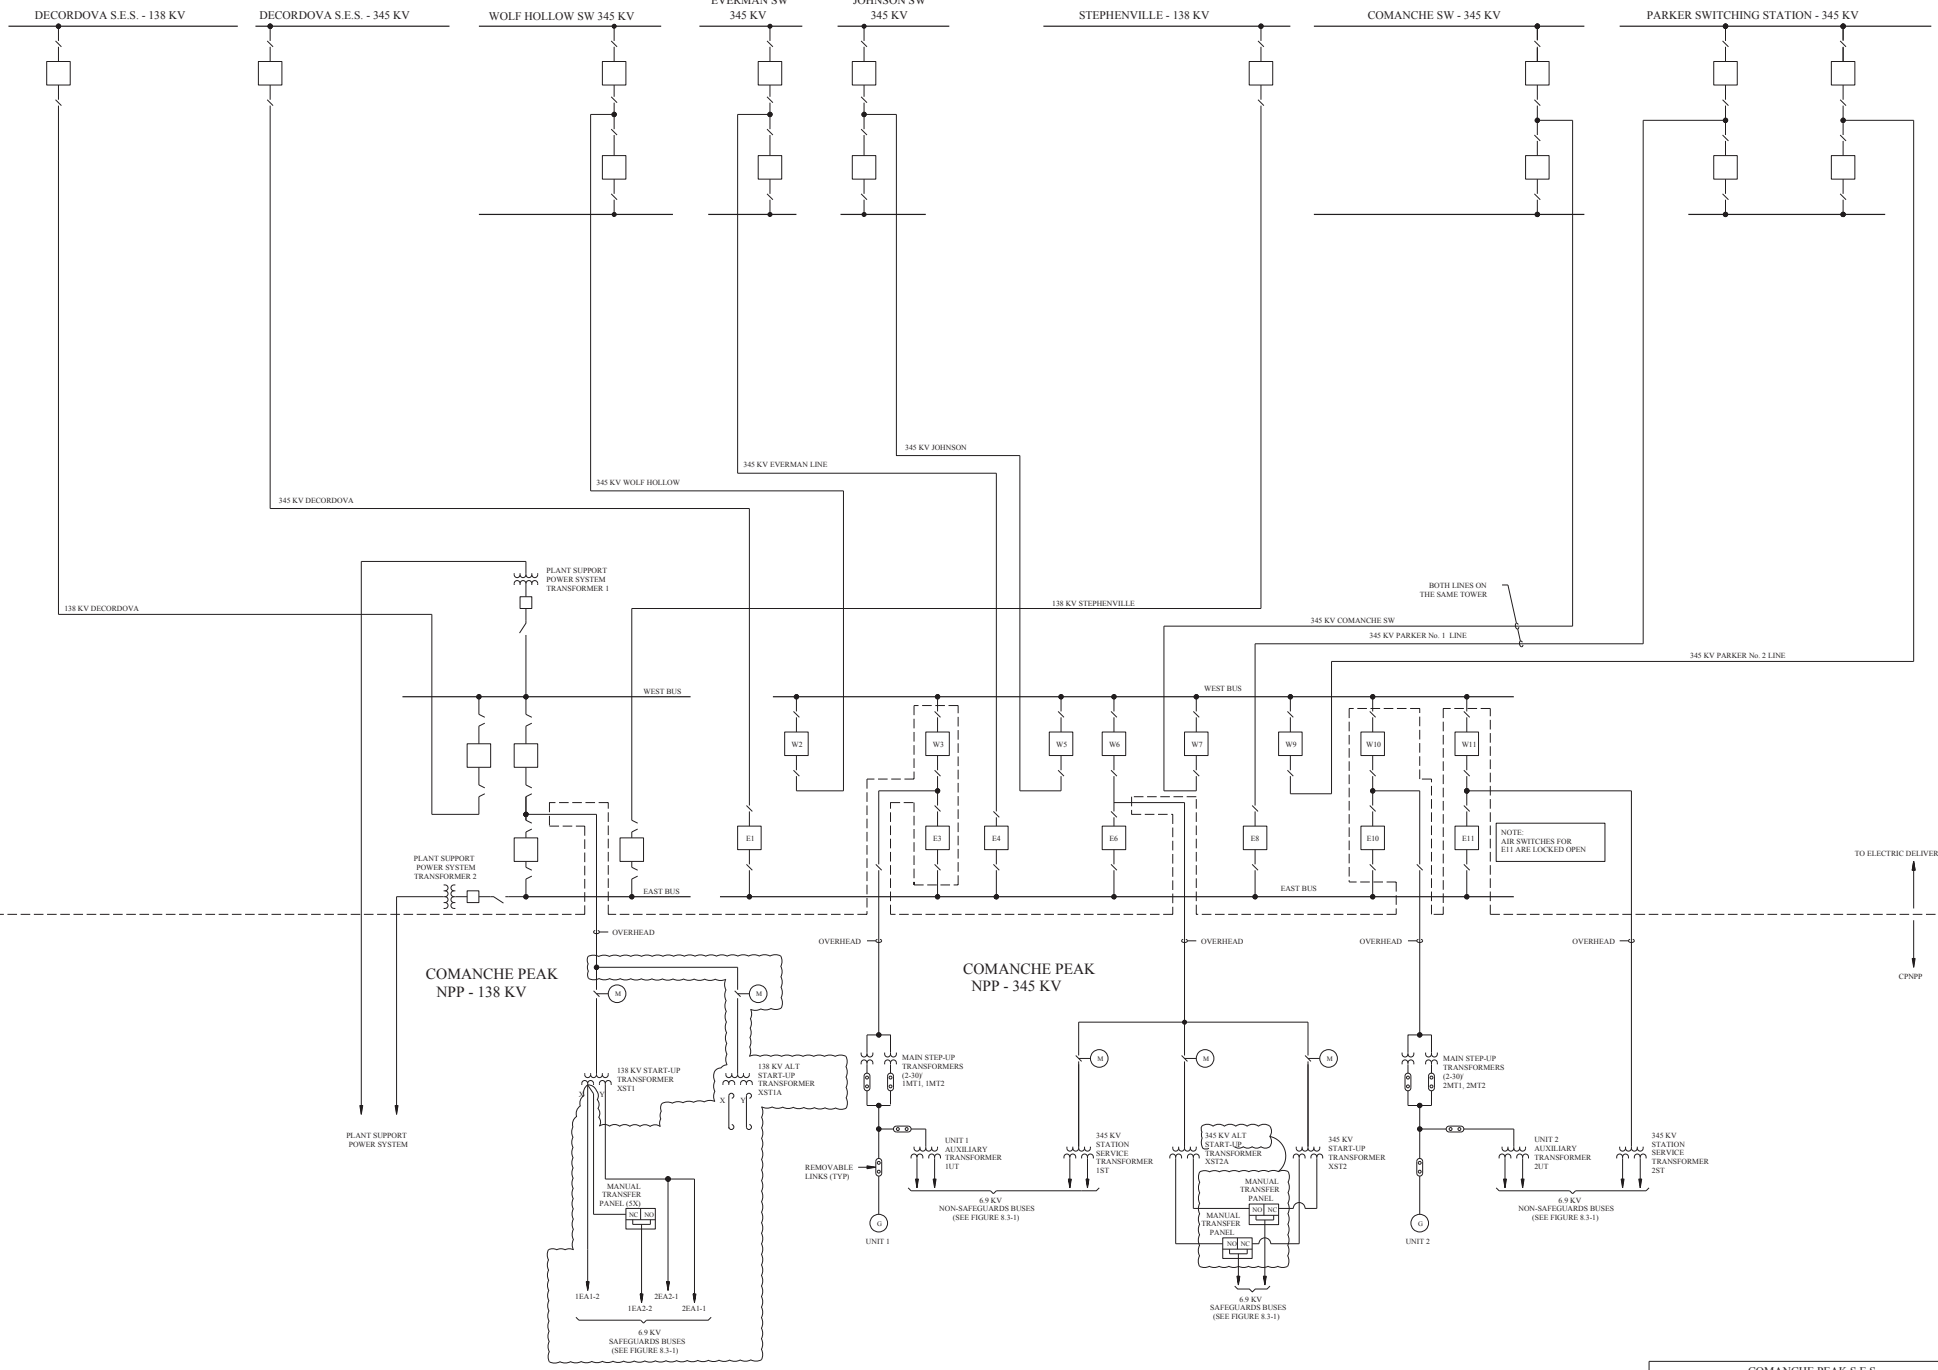 DECORDOVA S.E.S. - 138 KV
DECORDOVA S.E.S. - 345 KV
WOLF HOLLOW SW 345 KV
EVERMAN SW
345 KV
JOHNSON SW
345 KV
STEPHENVILLE - 138 KV
COMANCHE SW - 345 KV
PARKER SWITCHING STATION - 345 KV
345 KV JOHNSON
345 KV EVERMAN LINE
345 KV WOLF HOLLOW
345 KV DECORDOVA
PLANT SUPPORT
POWER SYSTEM
TRANSFORMER 1
138 KV DECORDOVA
138 KV STEPHENVILLE
BOTH LINES ON
THE SAME TOWER
345 KV COMANCHE SW
345 KV PARKER No. 1 LINE
345 KV PARKER No. 2 LINE
WEST BUS
WEST BUS
W2
W3
W5
W6
W7
W9
W10
W11
E1
E3
E4
E6
E8
E10
E11
NOTE:
AIR SWITCHES FOR
E11 ARE LOCKED OPEN
PLANT SUPPORT
POWER SYSTEM
TRANSFORMER 2
EAST BUS
EAST BUS
TO ELECTRIC DELIVER
CPNPP
OVERHEAD
OVERHEAD
OVERHEAD
OVERHEAD
OVERHEAD
COMANCHE PEAK
NPP - 138 KV
COMANCHE PEAK
NPP - 345 KV
M
M
M
M
M
138 KV START-UP
TRANSFORMER
XST1
X
Y
138 KV ALT
START-UP
TRANSFORMER
XST1A
X
Y
MAIN STEP-UP
TRANSFORMERS
(2-30)/
1MT1, 1MT2
MAIN STEP-UP
TRANSFORMERS
(2-30)/
2MT1, 2MT2
PLANT SUPPORT
POWER SYSTEM
REMOVABLE
LINKS (TYP)
UNIT 1
AUXILIARY
TRANSFORMER
1UT
345 KV
STATION
SERVICE
TRANSFORMER
1ST
345 KV ALT
START-UP
TRANSFORMER
XST2A
345 KV
START-UP
TRANSFORMER
XST2
UNIT 2
AUXILIARY
TRANSFORMER
2UT
345 KV
STATION
SERVICE
TRANSFORMER
2ST
MANUAL
TRANSFER
PANEL (5X)
NC NO
MANUAL
TRANSFER
PANEL
NO NC
MANUAL
TRANSFER
PANEL
NO NC
6.9 KV
NON-SAFEGUARDS BUSES
(SEE FIGURE 8.3-1)
6.9 KV
NON-SAFEGUARDS BUSES
(SEE FIGURE 8.3-1)
G
UNIT 1
G
UNIT 2
1EA1-2
1EA2-2
2EA2-1
2EA1-1
6.9 KV
SAFEGUARDS BUSES
(SEE FIGURE 8.3-1)
6.9 KV
SAFEGUARDS BUSES
(SEE FIGURE 8.3-1)
COMANCHE PEAK S.E.S.